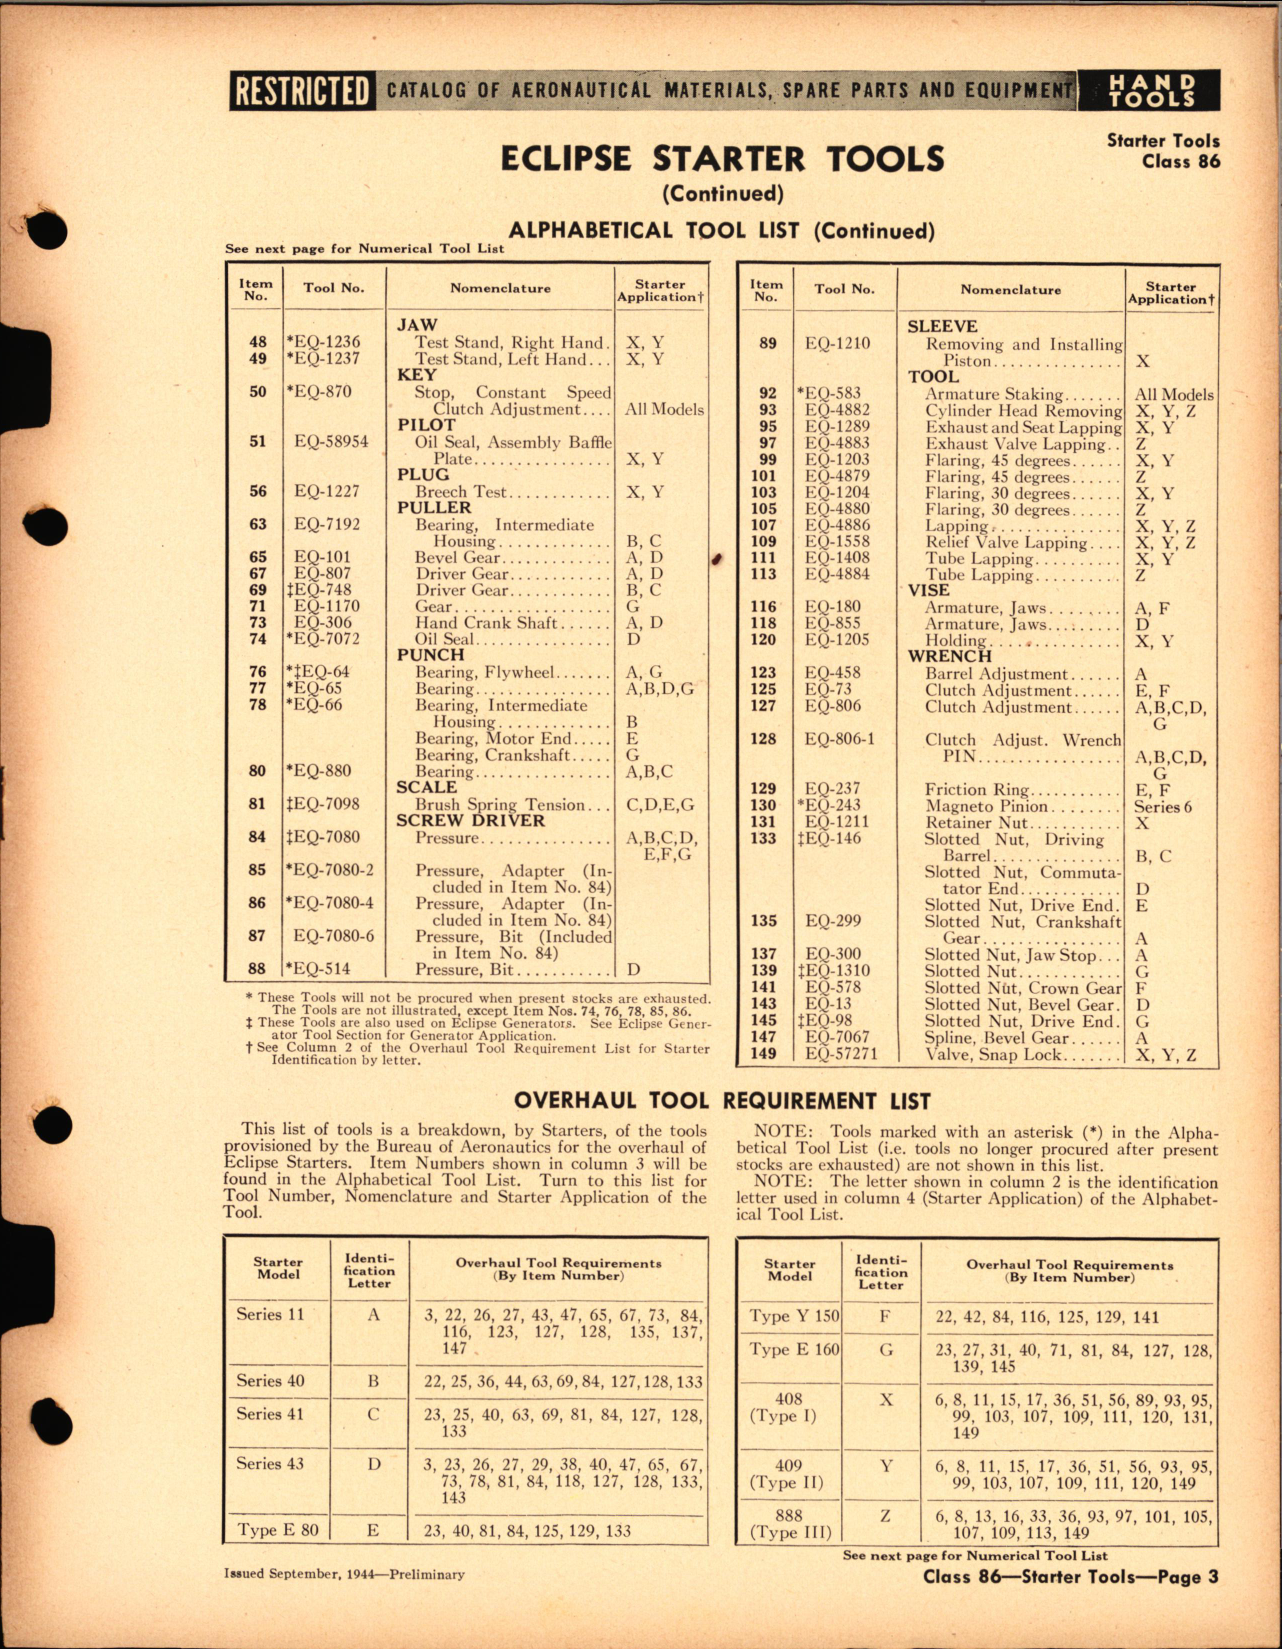 RESTRICTED CATALOG OF AERONAUTICAL MATERIALS, SPARE PARTS AND EQUIPMENT HAND TOOLS
Starter Tools
Class 86
ECLIPSE STARTER TOOLS
(Continued)
ALPHABETICAL TOOL LIST (Continued)
See next page for Numerical Tool List
Item No. Tool No. Nomenclature Starter Application†
JAW
48 *EQ-1236 Test Stand, Right Hand. X, Y
49 *EQ-1237 Test Stand, Left Hand... X, Y
KEY
50 *EQ-870 Stop, Constant Speed
Clutch Adjustment.... All Models
PILOT
51 EQ-58954 Oil Seal, Assembly Baffle
Plate................ X, Y
PLUG
56 EQ-1227 Breech Test............ X, Y
PULLER
63 EQ-7192 Bearing, Intermediate
Housing............. B, C
65 EQ-101 Bevel Gear............. A, D
67 EQ-807 Driver Gear............ A, D
69 ‡EQ-748 Driver Gear............ B, C
71 EQ-1170 Gear.................. G
73 EQ-306 Hand Crank Shaft...... A, D
74 *EQ-7072 Oil Seal................ D
PUNCH
76 *‡EQ-64 Bearing, Flywheel....... A, G
77 *EQ-65 Bearing................ A,B,D,G
78 *EQ-66 Bearing, Intermediate
Housing............. B
Bearing, Motor End..... E
Bearing, Crankshaft..... G
80 *EQ-880 Bearing................ A,B,C
SCALE
81 ‡EQ-7098 Brush Spring Tension... C,D,E,G
SCREW DRIVER
84 ‡EQ-7080 Pressure............... A,B,C,D,
E,F,G
85 *EQ-7080-2 Pressure, Adapter (In-
cluded in Item No. 84)
86 *EQ-7080-4 Pressure, Adapter (In-
cluded in Item No. 84)
87 EQ-7080-6 Pressure, Bit (Included
in Item No. 84)
88 *EQ-514 Pressure, Bit........... D
* These Tools will not be procured when present stocks are exhausted.
The Tools are not illustrated, except Item Nos. 74, 76, 78, 85, 86.
‡ These Tools are also used on Eclipse Generators. See Eclipse Gener-
ator Tool Section for Generator Application.
† See Column 2 of the Overhaul Tool Requirement List for Starter
Identification by letter.
Item No. Tool No. Nomenclature Starter Application†
SLEEVE
89 EQ-1210 Removing and Installing
Piston............... X
TOOL
92 *EQ-583 Armature Staking....... All Models
93 EQ-4882 Cylinder Head Removing X, Y, Z
95 EQ-1289 Exhaust and Seat Lapping X, Y
97 EQ-4883 Exhaust Valve Lapping.. Z
99 EQ-1203 Flaring, 45 degrees...... X, Y
101 EQ-4879 Flaring, 45 degrees...... Z
103 EQ-1204 Flaring, 30 degrees...... X, Y
105 EQ-4880 Flaring, 30 degrees...... Z
107 EQ-4886 Lapping............... X, Y, Z
109 EQ-1558 Relief Valve Lapping.... X, Y, Z
111 EQ-1408 Tube Lapping.......... X, Y
113 EQ-4884 Tube Lapping.......... Z
VISE
116 EQ-180 Armature, Jaws......... A, F
118 EQ-855 Armature, Jaws......... D
120 EQ-1205 Holding................ X, Y
WRENCH
123 EQ-458 Barrel Adjustment...... A
125 EQ-73 Clutch Adjustment...... E, F
127 EQ-806 Clutch Adjustment...... A,B,C,D,
G
128 EQ-806-1 Clutch Adjust. Wrench
PIN................. A,B,C,D,
G
129 EQ-237 Friction Ring........... E, F
130 *EQ-243 Magneto Pinion........ Series 6
131 EQ-1211 Retainer Nut........... X
133 ‡EQ-146 Slotted Nut, Driving
Barrel............... B, C
Slotted Nut, Commuta-
tator End............ D
Slotted Nut, Drive End. E
135 EQ-299 Slotted Nut, Crankshaft
Gear................ A
137 EQ-300 Slotted Nut, Jaw Stop... A
139 ‡EQ-1310 Slotted Nut............ G
141 EQ-578 Slotted Nut, Crown Gear F
143 EQ-13 Slotted Nut, Bevel Gear. D
145 ‡EQ-98 Slotted Nut, Drive End. G
147 EQ-7067 Spline, Bevel Gear...... A
149 EQ-57271 Valve, Snap Lock....... X, Y, Z
OVERHAUL TOOL REQUIREMENT LIST
This list of tools is a breakdown, by Starters, of the tools
provisioned by the Bureau of Aeronautics for the overhaul of
Eclipse Starters. Item Numbers shown in column 3 will be
found in the Alphabetical Tool List. Turn to this list for
Tool Number, Nomenclature and Starter Application of the
Tool.
NOTE: Tools marked with an asterisk (*) in the Alpha-
betical Tool List (i.e. tools no longer procured after present
stocks are exhausted) are not shown in this list.
NOTE: The letter shown in column 2 is the identification
letter used in column 4 (Starter Application) of the Alphabet-
ical Tool List.
Starter Model Identi-fication Letter Overhaul Tool Requirements (By Item Number)
Series 11 A 3, 22, 26, 27, 43, 47, 65, 67, 73, 84,
116, 123, 127, 128, 135, 137,
147
Series 40 B 22, 25, 36, 44, 63, 69, 84, 127, 128, 133
Series 41 C 23, 25, 40, 63, 69, 81, 84, 127, 128,
133
Series 43 D 3, 23, 26, 27, 29, 38, 40, 47, 65, 67,
73, 78, 81, 84, 118, 127, 128, 133,
143
Type E 80 E 23, 40, 81, 84, 125, 129, 133
Starter Model Identi-fication Letter Overhaul Tool Requirements (By Item Number)
Type Y 150 F 22, 42, 84, 116, 125, 129, 141
Type E 160 G 23, 27, 31, 40, 71, 81, 84, 127, 128,
139, 145
408 X 6, 8, 11, 15, 17, 36, 51, 56, 89, 93, 95,
(Type I) 99, 103, 107, 109, 111, 120, 131,
149
409 Y 6, 8, 11, 15, 17, 36, 51, 56, 93, 95,
(Type II) 99, 103, 107, 109, 111, 120, 149
888 Z 6, 8, 13, 16, 33, 36, 93, 97, 101, 105,
(Type III) 107, 109, 113, 149
See next page for Numerical Tool List
Issued September, 1944—Preliminary
Class 86—Starter Tools—Page 3